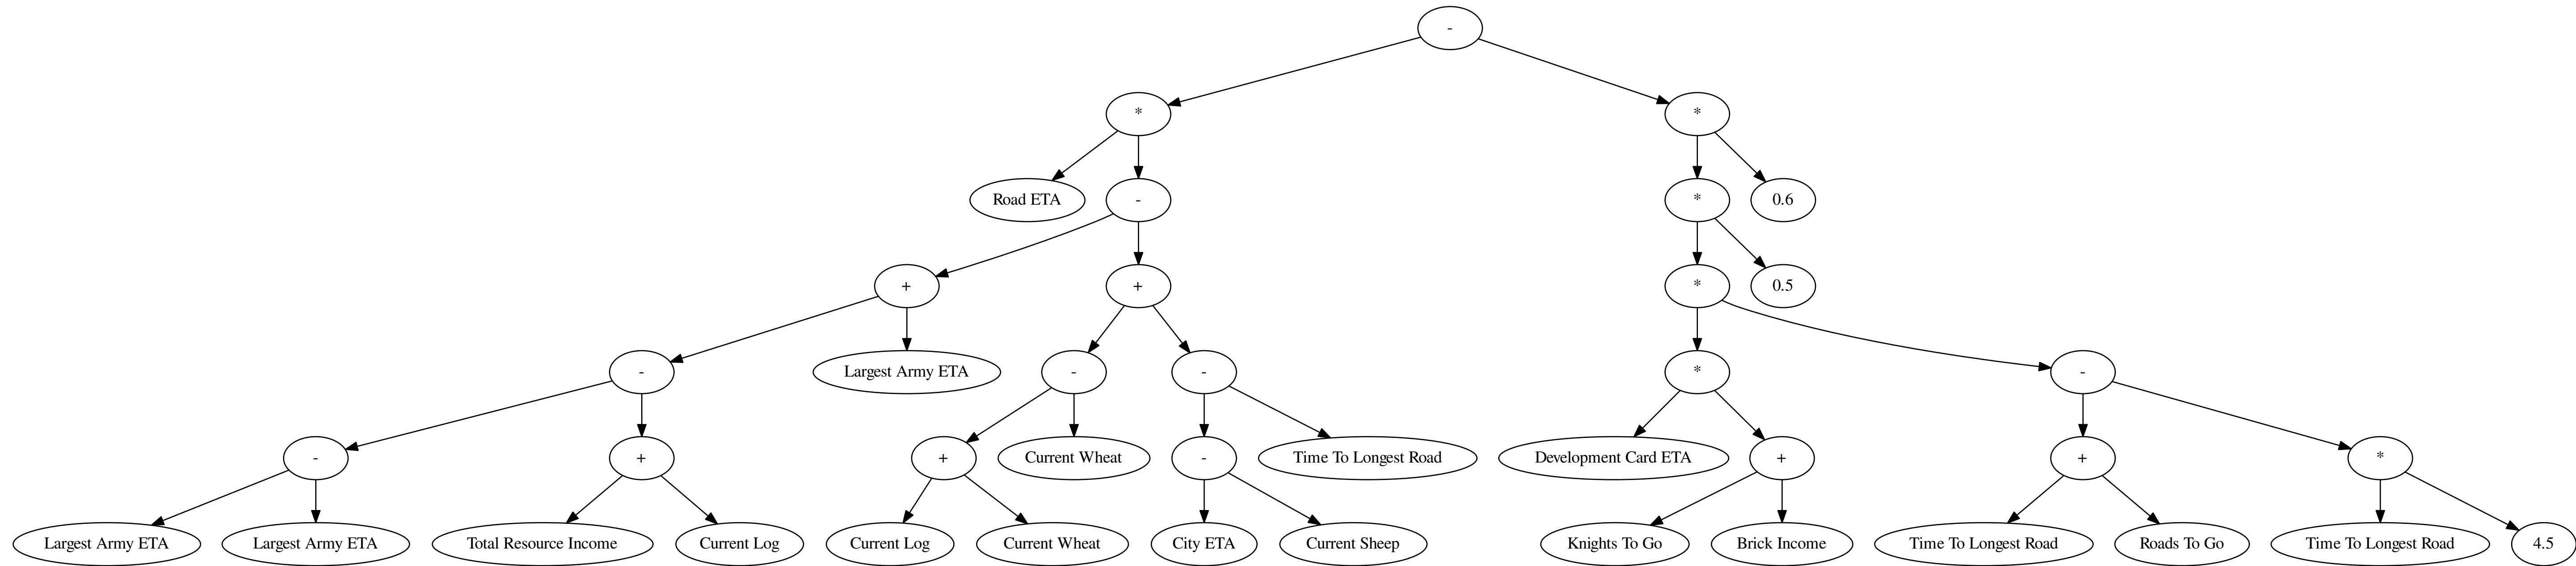 -
*
*
Road ETA
-
*
0.6
+
+
*
0.5
-
Largest Army ETA
-
-
*
-
-
+
+
Current Wheat
-
Time To Longest Road
Development Card ETA
+
+
*
Largest Army ETA
Largest Army ETA
Total Resource Income
Current Log
Current Log
Current Wheat
City ETA
Current Sheep
Knights To Go
Brick Income
Time To Longest Road
Roads To Go
Time To Longest Road
4.5